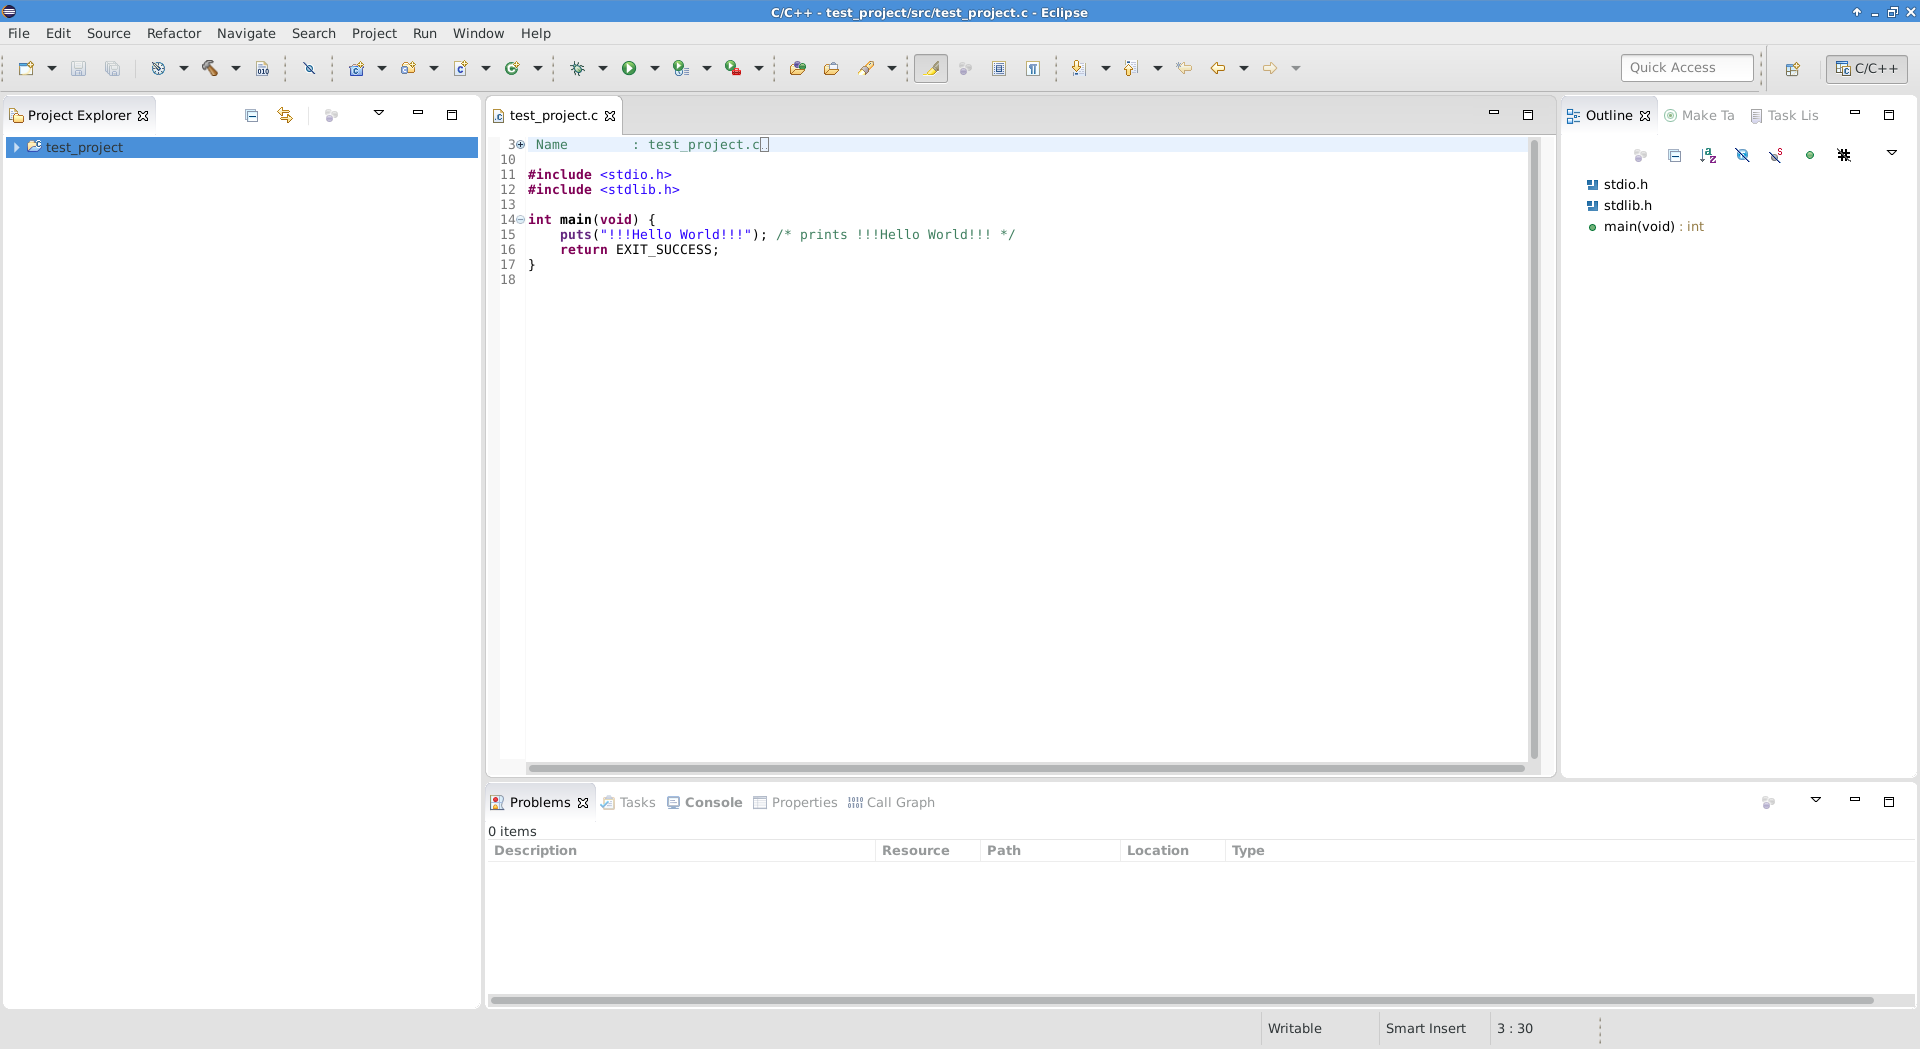 C/C++ - test_project/src/test_project.c - Eclipse
File Edit Source Refactor Navigate Search Project Run Window Help
Quick Access
C/C++
Project Explorer
test_project
test_project.c
3 Name        : test_project.c
10
11 #include <stdio.h>
12 #include <stdlib.h>
13
14 int main(void) {
15     puts("!!!Hello World!!!"); /* prints !!!Hello World!!! */
16     return EXIT_SUCCESS;
17 }
18
Outline Make Ta Task Lis
stdio.h
stdlib.h
main(void) : int
Problems Tasks Console Properties Call Graph
0 items
Description Resource Path Location Type
Writable Smart Insert 3 : 30